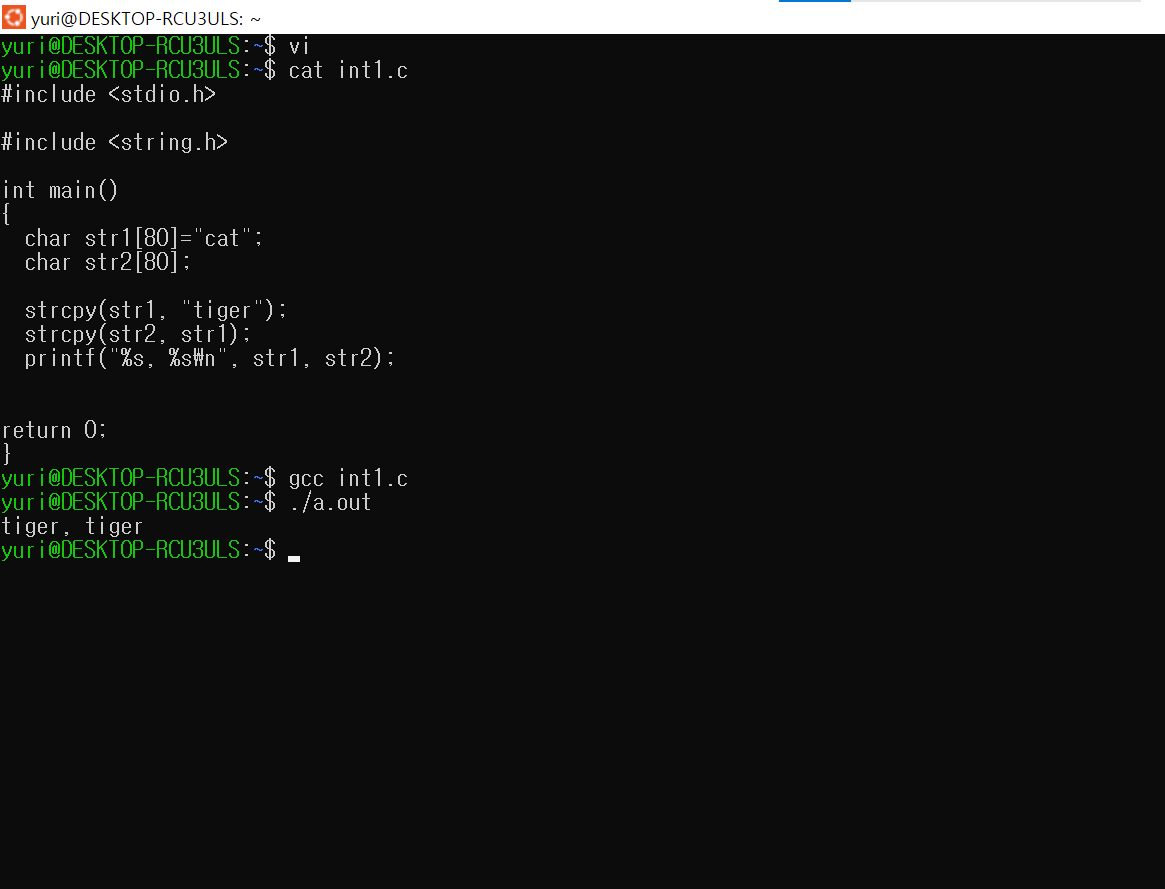 yuri@DESKTOP-RCU3ULS: ~
yuri@DESKTOP-RCU3ULS:~$ vi
yuri@DESKTOP-RCU3ULS:~$ cat int1.c
#include <stdio.h>
#include <string.h>
int main()
{
  char str1[80]="cat";
  char str2[80];
  strcpy(str1, "tiger");
  strcpy(str2, str1);
  printf("%s, %s₩n", str1, str2);
return 0;
}
yuri@DESKTOP-RCU3ULS:~$ gcc int1.c
yuri@DESKTOP-RCU3ULS:~$ ./a.out
tiger, tiger
yuri@DESKTOP-RCU3ULS:~$